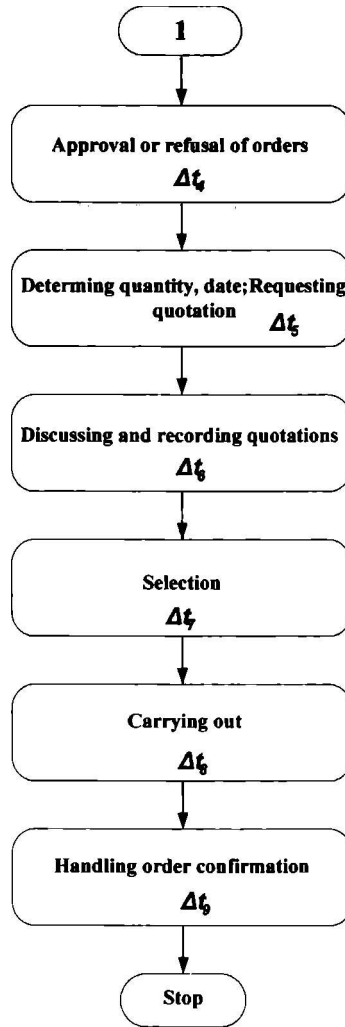 1
Approval or refusal of orders
Δt4
Determing quantity, date;Requesting
quotation Δt5
Discussing and recording quotations
Δt6
Selection
Δt7
Carrying out
Δt8
Handling order confirmation
Δt9
Stop